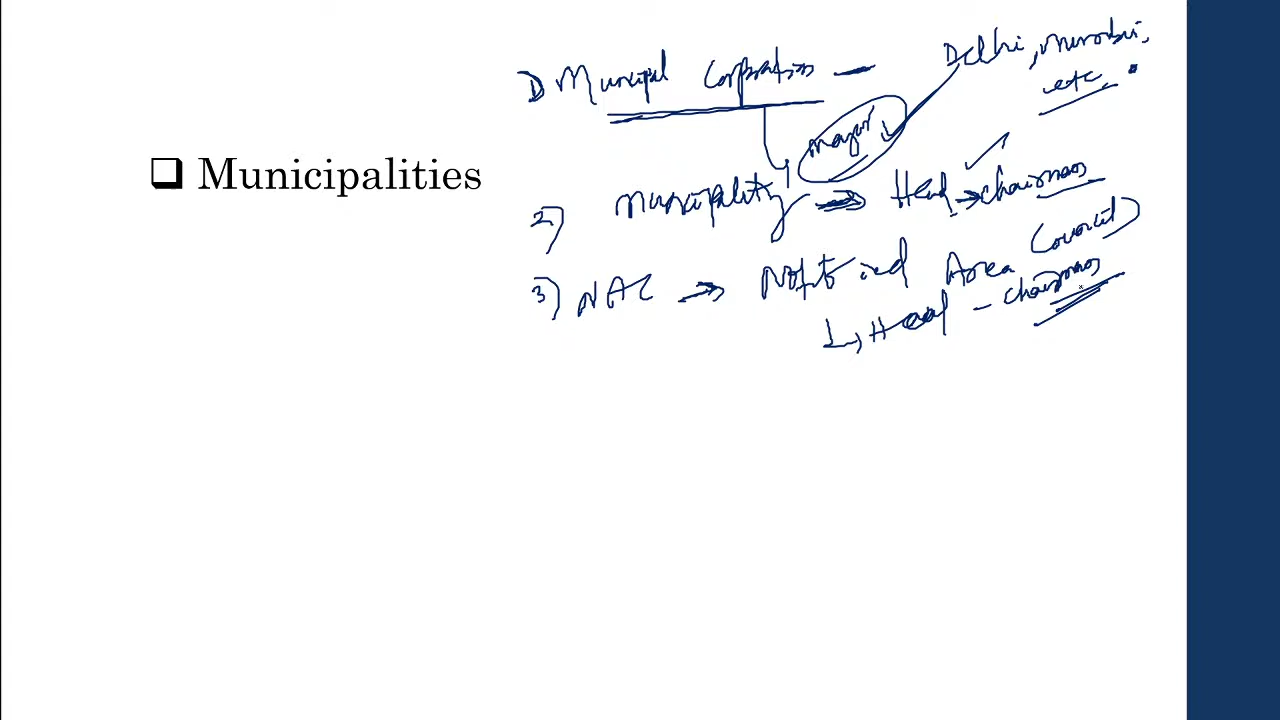 1) Municipal Corporation - Delhi, Mumbai, etc.
Mayor
❑ Municipalities
2) Municipality → Head → Chairman
3) NAC → Notified Area (Council)
↳ Head - Chairman